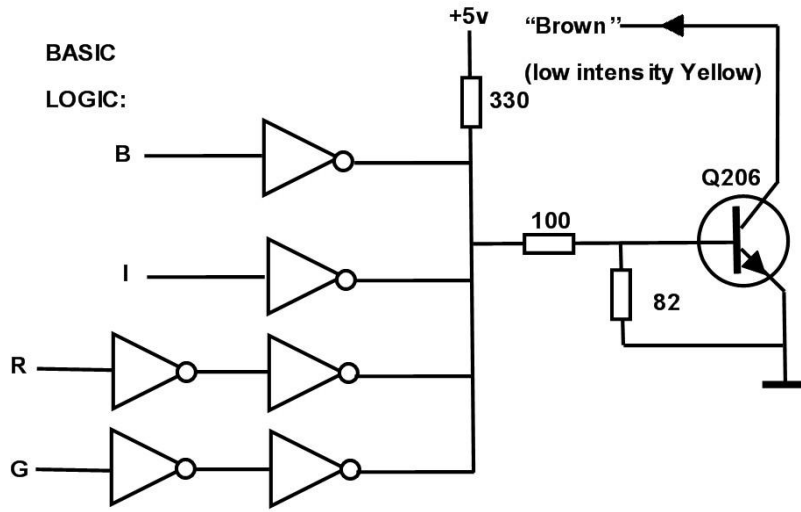 +5v
“Brown”
BASIC
(low intensity Yellow)
LOGIC:
330
B
Q206
100
I
82
R
G